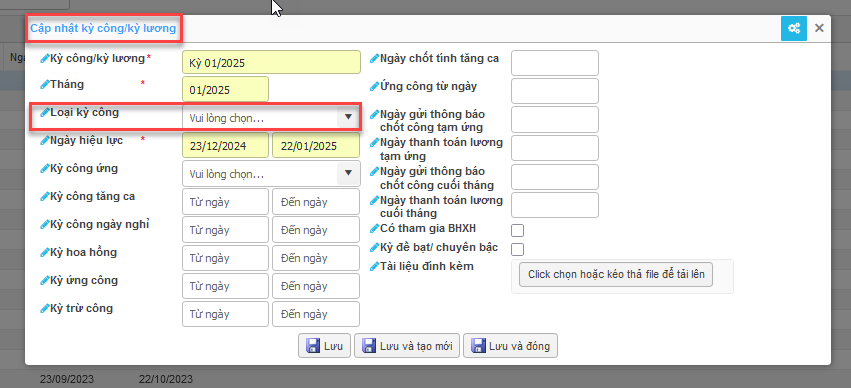 Cập nhật kỳ công/kỳ lương
Kỳ công/kỳ lương *
Kỳ 01/2025
Tháng *
01/2025
Loại kỳ công
Vui lòng chọn...
Ngày hiệu lực *
23/12/2024
22/01/2025
Kỳ công ứng
Vui lòng chọn...
Kỳ công tăng ca
Từ ngày
Đến ngày
Kỳ công ngày nghỉ
Từ ngày
Đến ngày
Kỳ hoa hồng
Từ ngày
Đến ngày
Kỳ ứng công
Từ ngày
Đến ngày
Kỳ trừ công
Từ ngày
Đến ngày
Ngày chốt tính tăng ca
Ứng công từ ngày
Ngày gửi thông báo
chốt công tạm ứng
Ngày thanh toán lương
tạm ứng
Ngày gửi thông báo
chốt công cuối tháng
Ngày thanh toán lương
cuối tháng
Có tham gia BHXH
Kỳ đề bạt/ chuyển bậc
Tài liệu đính kèm
Click chọn hoặc kéo thả file để tải lên
Lưu
Lưu và tạo mới
Lưu và đóng
23/09/2023
22/10/2023